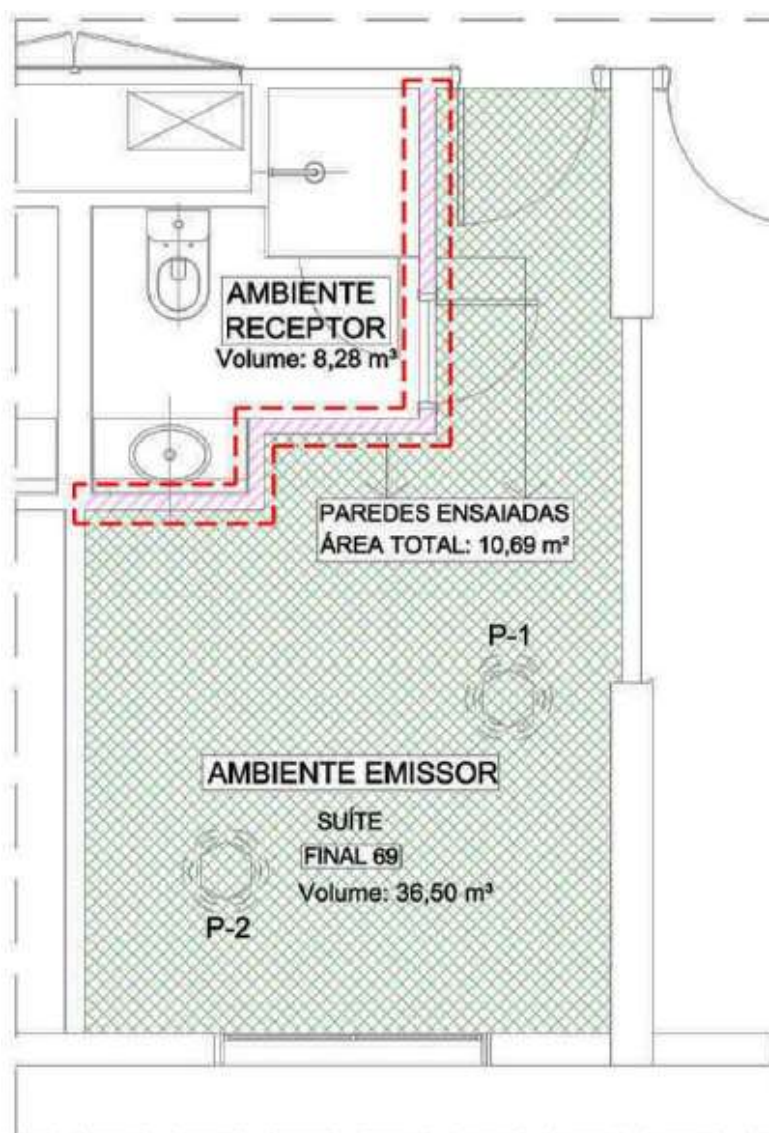 AMBIENTE
RECEPTOR
Volume: 8,28 m³
PAREDES ENSAIADAS
ÁREA TOTAL: 10,69 m²
P-1
AMBIENTE EMISSOR
SUÍTE
FINAL 69
Volume: 36,50 m³
P-2